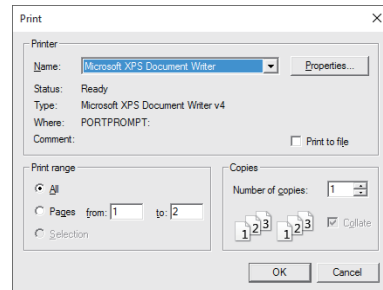 Print
Printer
Name: Microsoft XPS Document Writer Properties...
Status: Ready
Type: Microsoft XPS Document Writer v4
Where: PORTPROMPT:
Comment: Print to file
Print range
All
Pages from: 1 to: 2
Selection
Copies
Number of copies: 1
1 2 3 1 2 3 Collate
OK Cancel